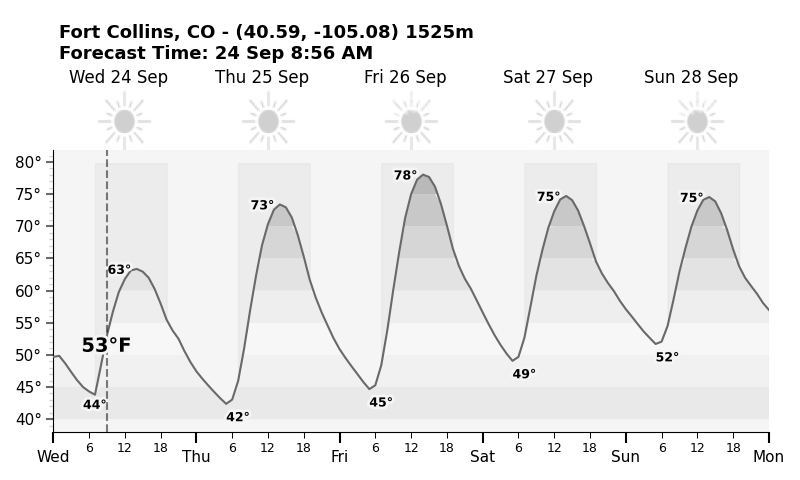 Fort Collins, CO - (40.59, -105.08) 1525m
Forecast Time: 24 Sep 8:56 AM
Wed 24 Sep Thu 25 Sep Fri 26 Sep Sat 27 Sep Sun 28 Sep
80°
75°
70°
65°
60°
55°
50°
45°
40°
63° 73° 78° 75° 75°
53°F
44° 42° 45° 49° 52°
6 12 18 6 12 18 6 12 18 6 12 18 6 12 18
Wed Thu Fri Sat Sun Mon